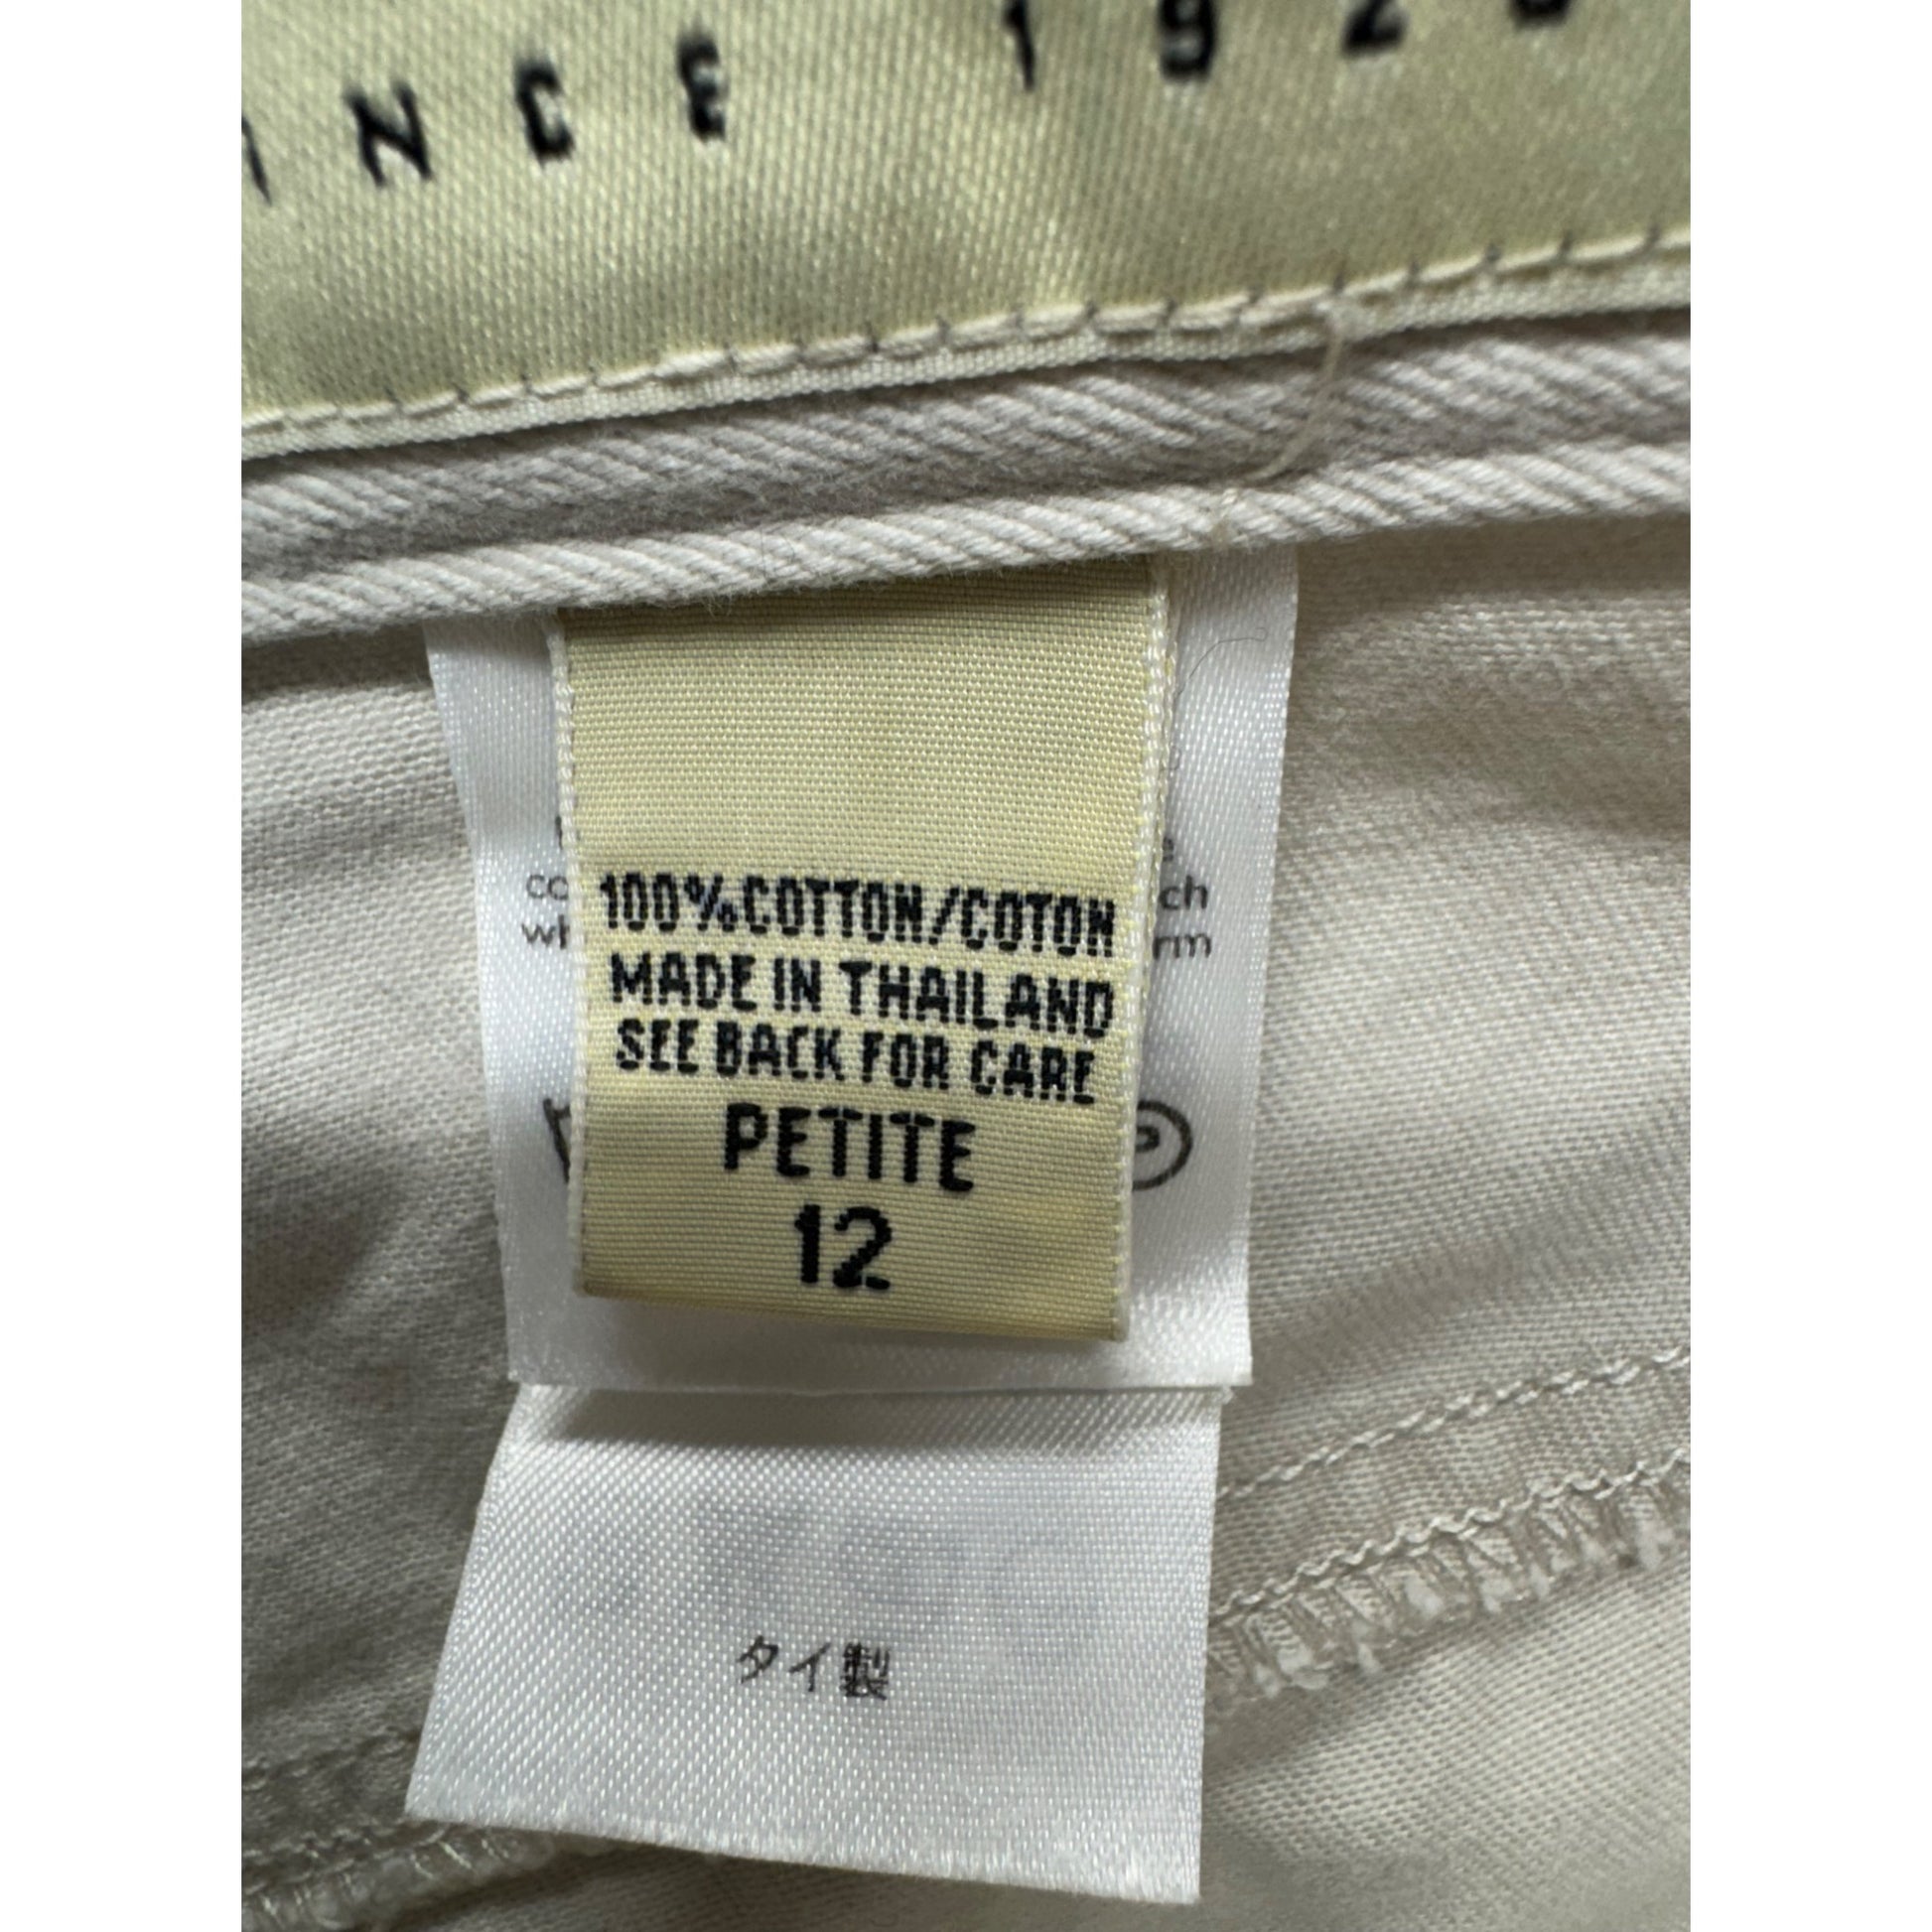 INCE 192
100%COTTON/COTON
MADE IN THAILAND
SEE BACK FOR CARE
PETITE
12
タイ製